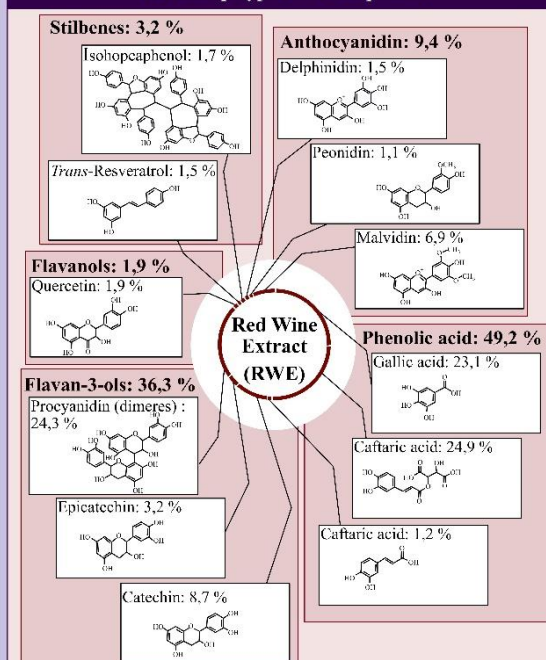 Stilbenes: 3,2 %
Isohopcaphenol: 1,7 %
Trans-Resveratrol: 1,5 %
Anthocyanidin: 9,4 %
Delphinidin: 1,5 %
Peonidin: 1,1 %
Malvidin: 6,9 %
Flavanols: 1,9 %
Quercetin: 1,9 %
Red Wine
Extract
(RWE)
Phenolic acid: 49,2 %
Gallic acid: 23,1 %
Caftaric acid: 24,9 %
Caftaric acid: 1,2 %
Flavan-3-ols: 36,3 %
Procyanidin (dimeres) :
24,3 %
Epicatechin: 3,2 %
Catechin: 8,7 %